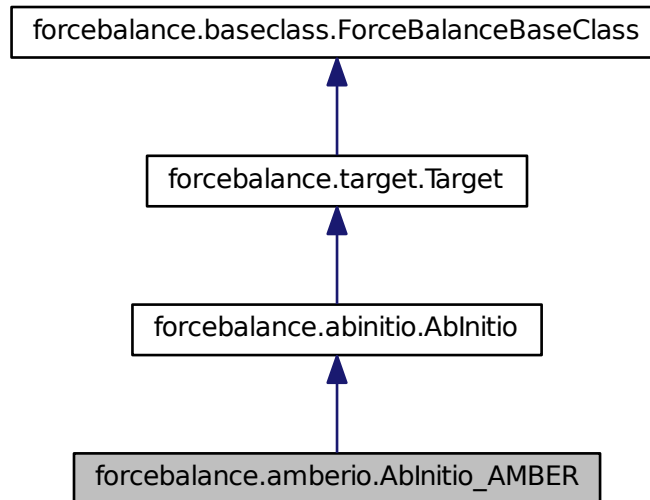 forcebalance.baseclass.ForceBalanceBaseClass
forcebalance.target.Target
forcebalance.abinitio.AbInitio
forcebalance.amberio.AbInitio_AMBER